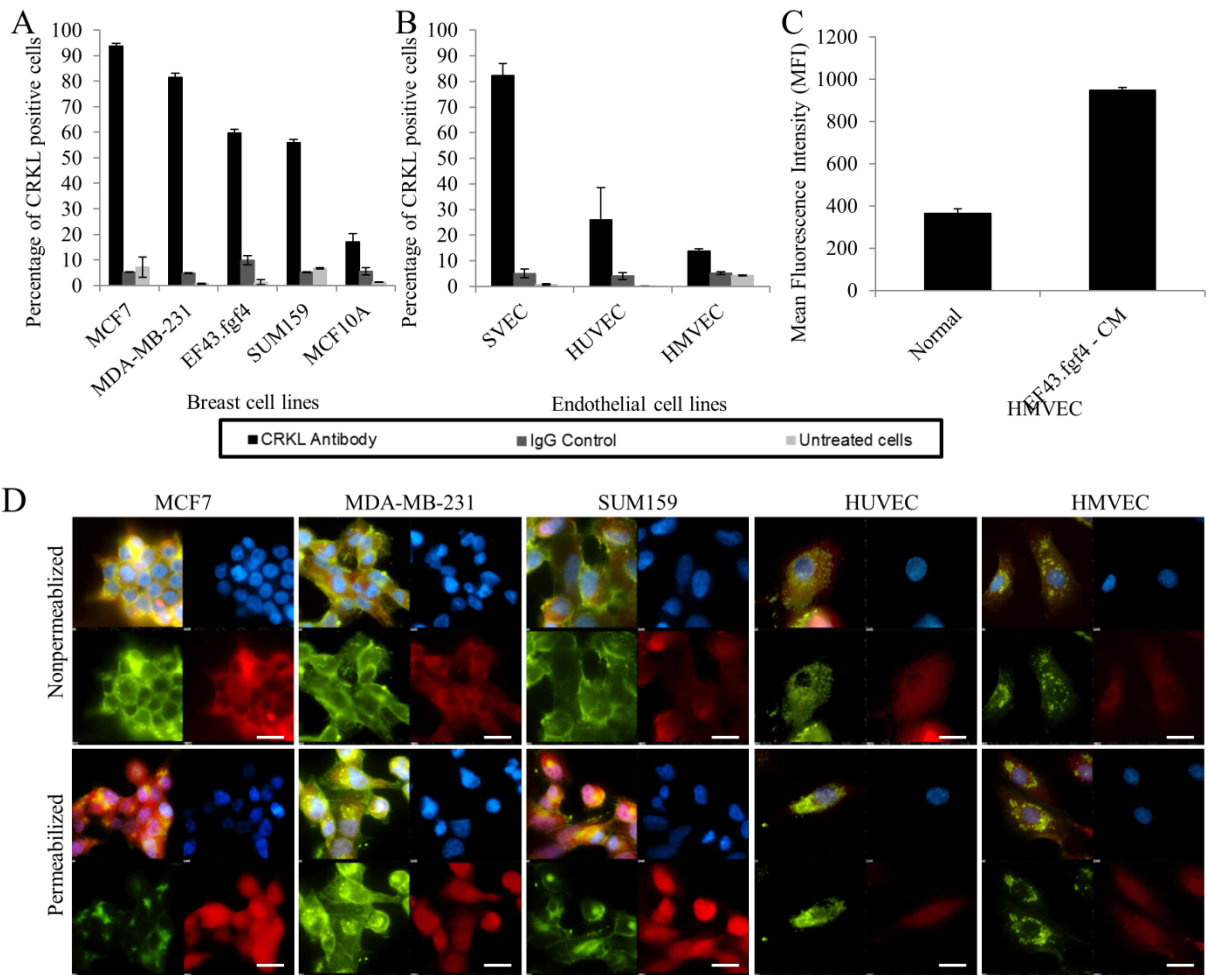 A
Percentage of CRKL positive cells
100
90
80
70
60
50
40
30
20
10
0
MCF7
MDA-MB-231
EF43.fgf4
SUM159
MCF10A
Breast cell lines
B
Percentage of CRKL positive cells
100
90
80
70
60
50
40
30
20
10
0
SVEC
HUVEC
HMVEC
Endothelial cell lines
C
Mean Fluorescence Intensity (MFI)
1200
1000
800
600
400
200
0
Normal
EF43.fgf4 - CM
HMVEC
CRKL Antibody
IgG Control
Untreated cells
D
MCF7
MDA-MB-231
SUM159
HUVEC
HMVEC
Nonpermeablized
Permeabilized